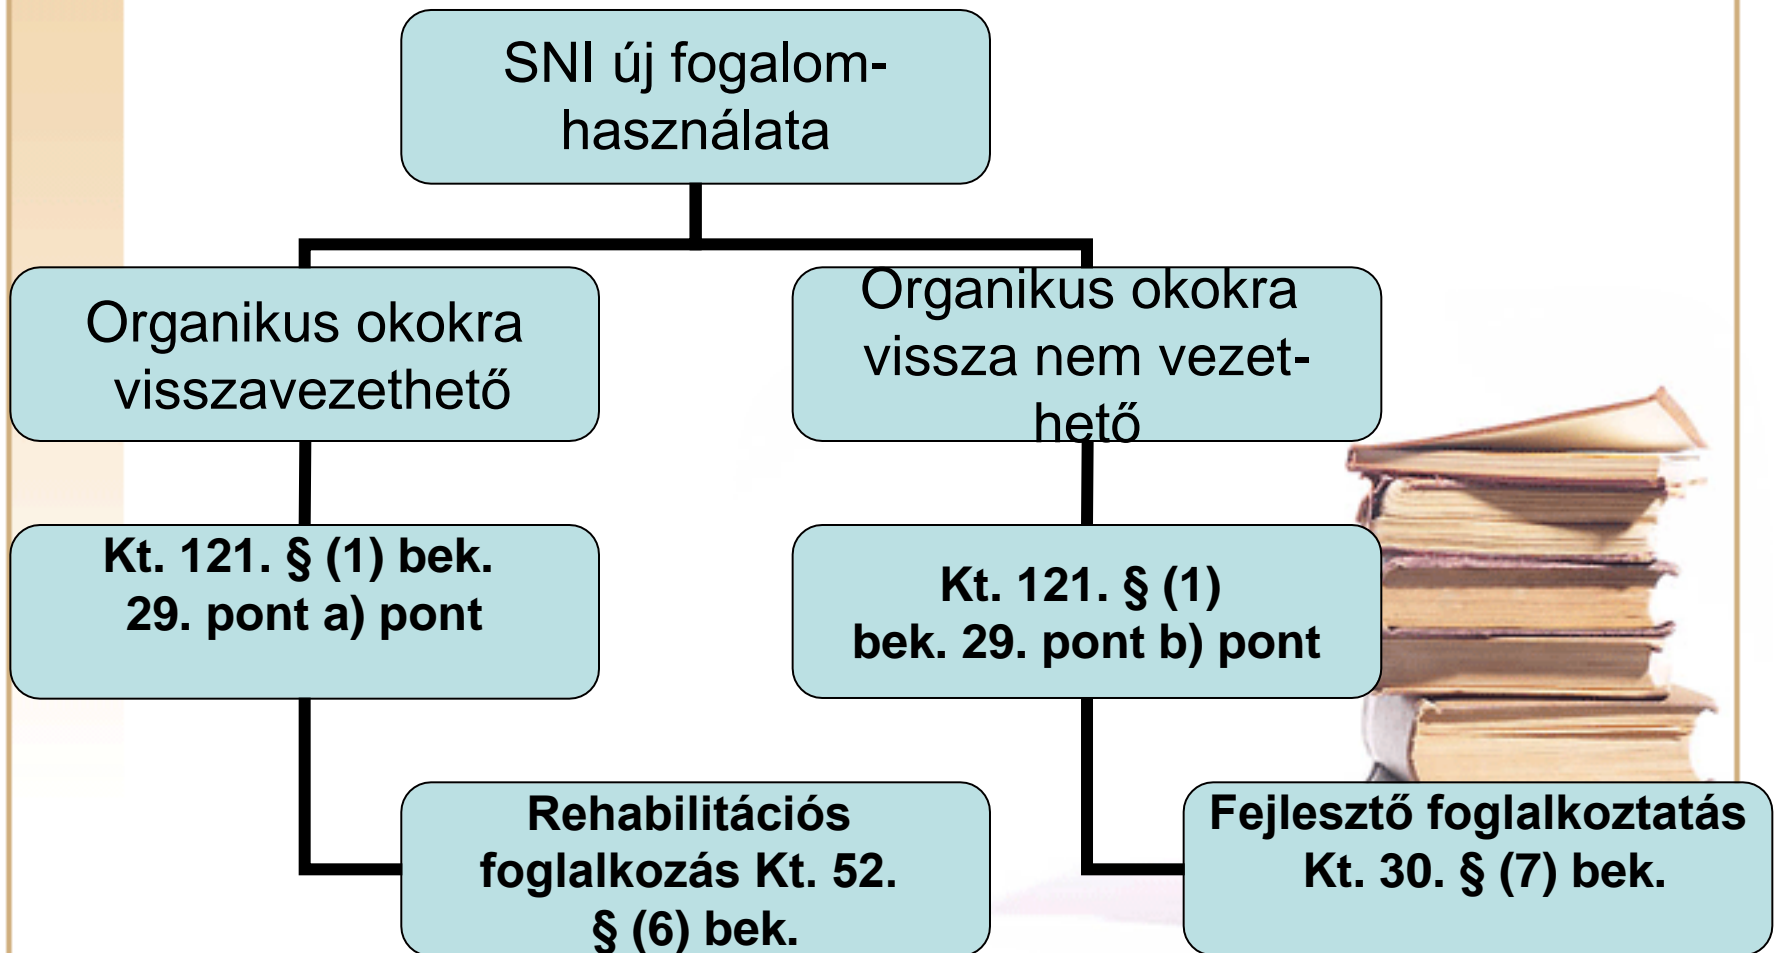 SNI új fogalom-
használata
Organikus okokra
visszavezethető
Organikus okokra
vissza nem vezet-
hető
Kt. 121. § (1) bek.
29. pont a) pont
Kt. 121. § (1)
bek. 29. pont b) pont
Rehabilitációs
foglalkozás Kt. 52.
§ (6) bek.
Fejlesztő foglalkoztatás
Kt. 30. § (7) bek.